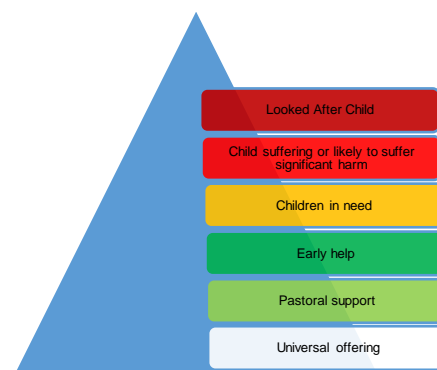 Looked After Child
Child suffering or likely to suffer
significant harm
Children in need
Early help
Pastoral support
Universal offering